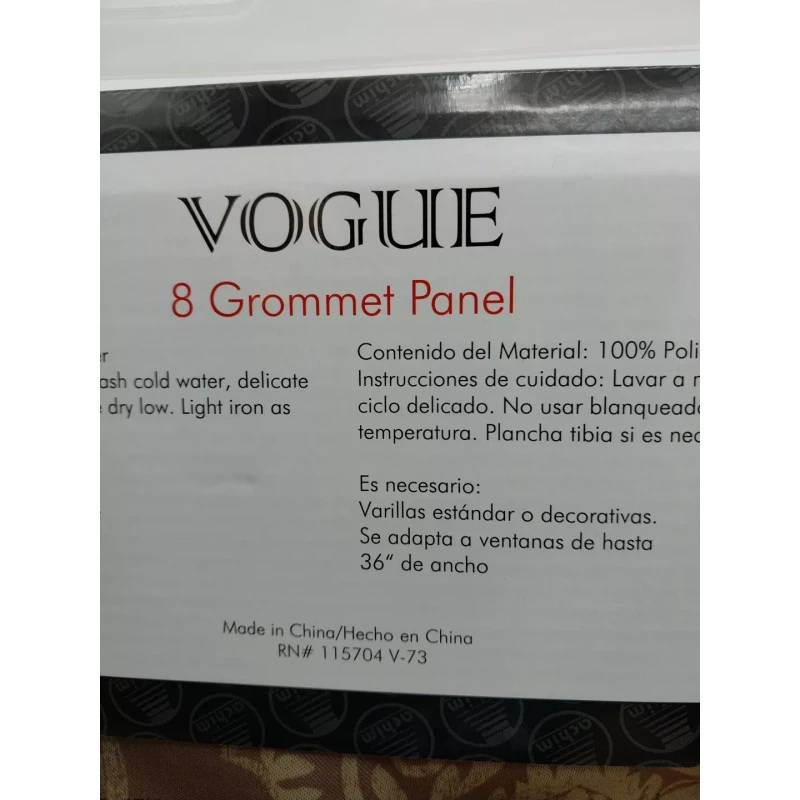 VOGUE
8 Grommet Panel
ash cold water, delicate
dry low. Light iron as
Contenido del Material: 100% Poli
Instrucciones de cuidado: Lavar a
ciclo delicado. No usar blanquead
temperatura. Plancha tibia si es nec
Es necesario:
Varillas estándar o decorativas.
Se adapta a ventanas de hasta
36“ de ancho
Made in China/Hecho en China
RN# 115704 V-73
achim